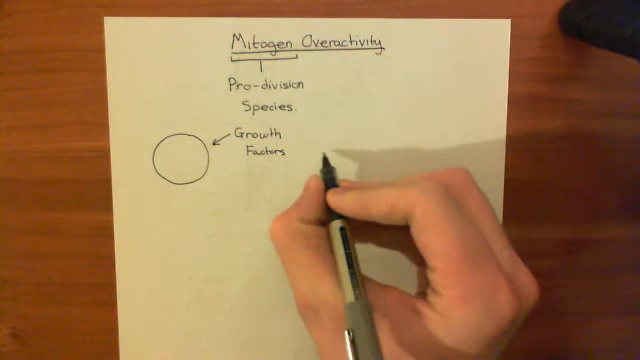 Mitogen Overactivity
Pro-division
Species.
Growth
Factors